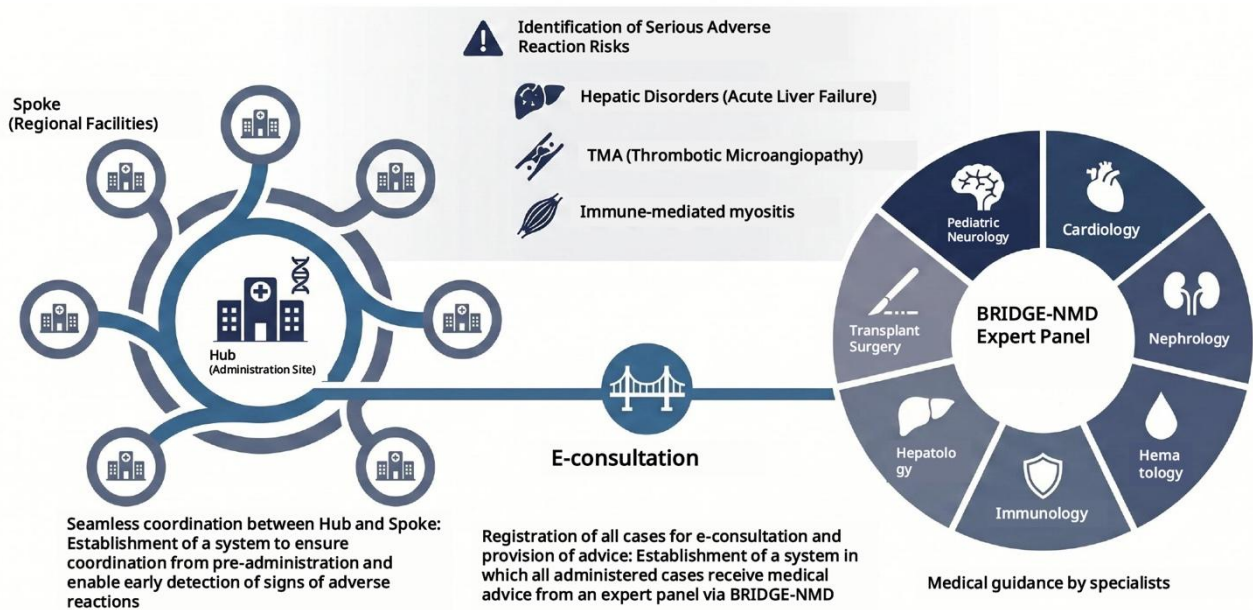 Identification of Serious Adverse
Reaction Risks
Hepatic Disorders (Acute Liver Failure)
TMA (Thrombotic Microangiopathy)
Immune-mediated myositis
Spoke
(Regional Facilities)
Hub
(Administration Site)
E-consultation
BRIDGE-NMD
Expert Panel
Pediatric
Neurology
Cardiology
Nephrology
Hema
tology
Immunology
Hepatolo
gy
Transplant
Surgery
Seamless coordination between Hub and Spoke:
Establishment of a system to ensure
coordination from pre-administration and
enable early detection of signs of adverse
reactions
Registration of all cases for e-consultation and
provision of advice: Establishment of a system in
which all administered cases receive medical
advice from an expert panel via BRIDGE-NMD
Medical guidance by specialists